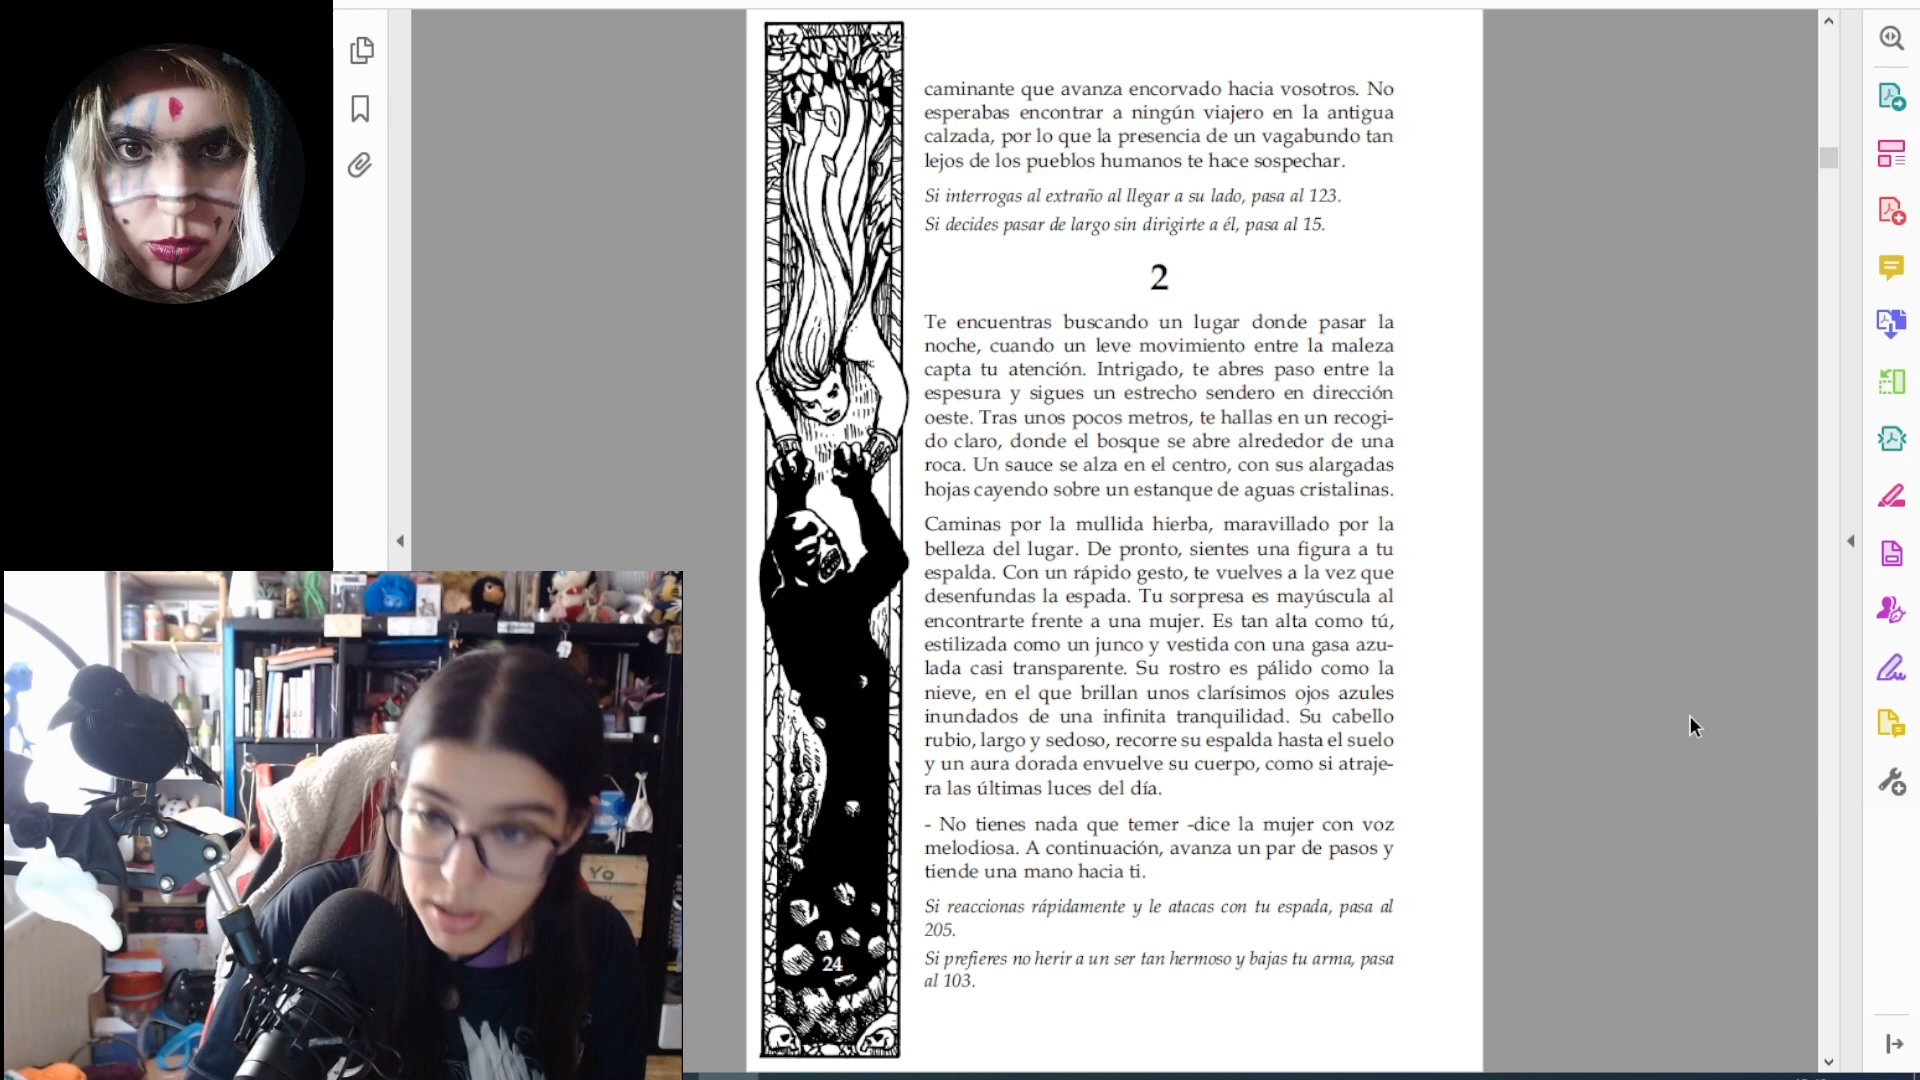 caminante que avanza encorvado hacia vosotros. No
esperabas encontrar a ningún viajero en la antigua
calzada, por lo que la presencia de un vagabundo tan
lejos de los pueblos humanos te hace sospechar.
Si interrogas al extraño al llegar a su lado, pasa al 123.
Si decides pasar de largo sin dirigirte a él, pasa al 15.
2
Te encuentras buscando un lugar donde pasar la
noche, cuando un leve movimiento entre la maleza
capta tu atención. Intrigado, te abres paso entre la
espesura y sigues un estrecho sendero en dirección
oeste. Tras unos pocos metros, te hallas en un recogi-
do claro, donde el bosque se abre alrededor de una
roca. Un sauce se alza en el centro, con sus alargadas
hojas cayendo sobre un estanque de aguas cristalinas.
Caminas por la mullida hierba, maravillado por la
belleza del lugar. De pronto, sientes una figura a tu
espalda. Con un rápido gesto, te vuelves a la vez que
desenfundas la espada. Tu sorpresa es mayúscula al
encontrarte frente a una mujer. Es tan alta como tú,
estilizada como un junco y vestida con una gasa azu-
lada casi transparente. Su rostro es pálido como la
nieve, en el que brillan unos clarísimos ojos azules
inundados de una infinita tranquilidad. Su cabello
rubio, largo y sedoso, recorre su espalda hasta el suelo
y un aura dorada envuelve su cuerpo, como si atraje-
ra las últimas luces del día.
- No tienes nada que temer -dice la mujer con voz
melodiosa. A continuación, avanza un par de pasos y
tiende una mano hacia ti.
Si reaccionas rápidamente y le atacas con tu espada, pasa al
205.
Si prefieres no herir a un ser tan hermoso y bajas tu arma, pasa
al 103.
24
Yo